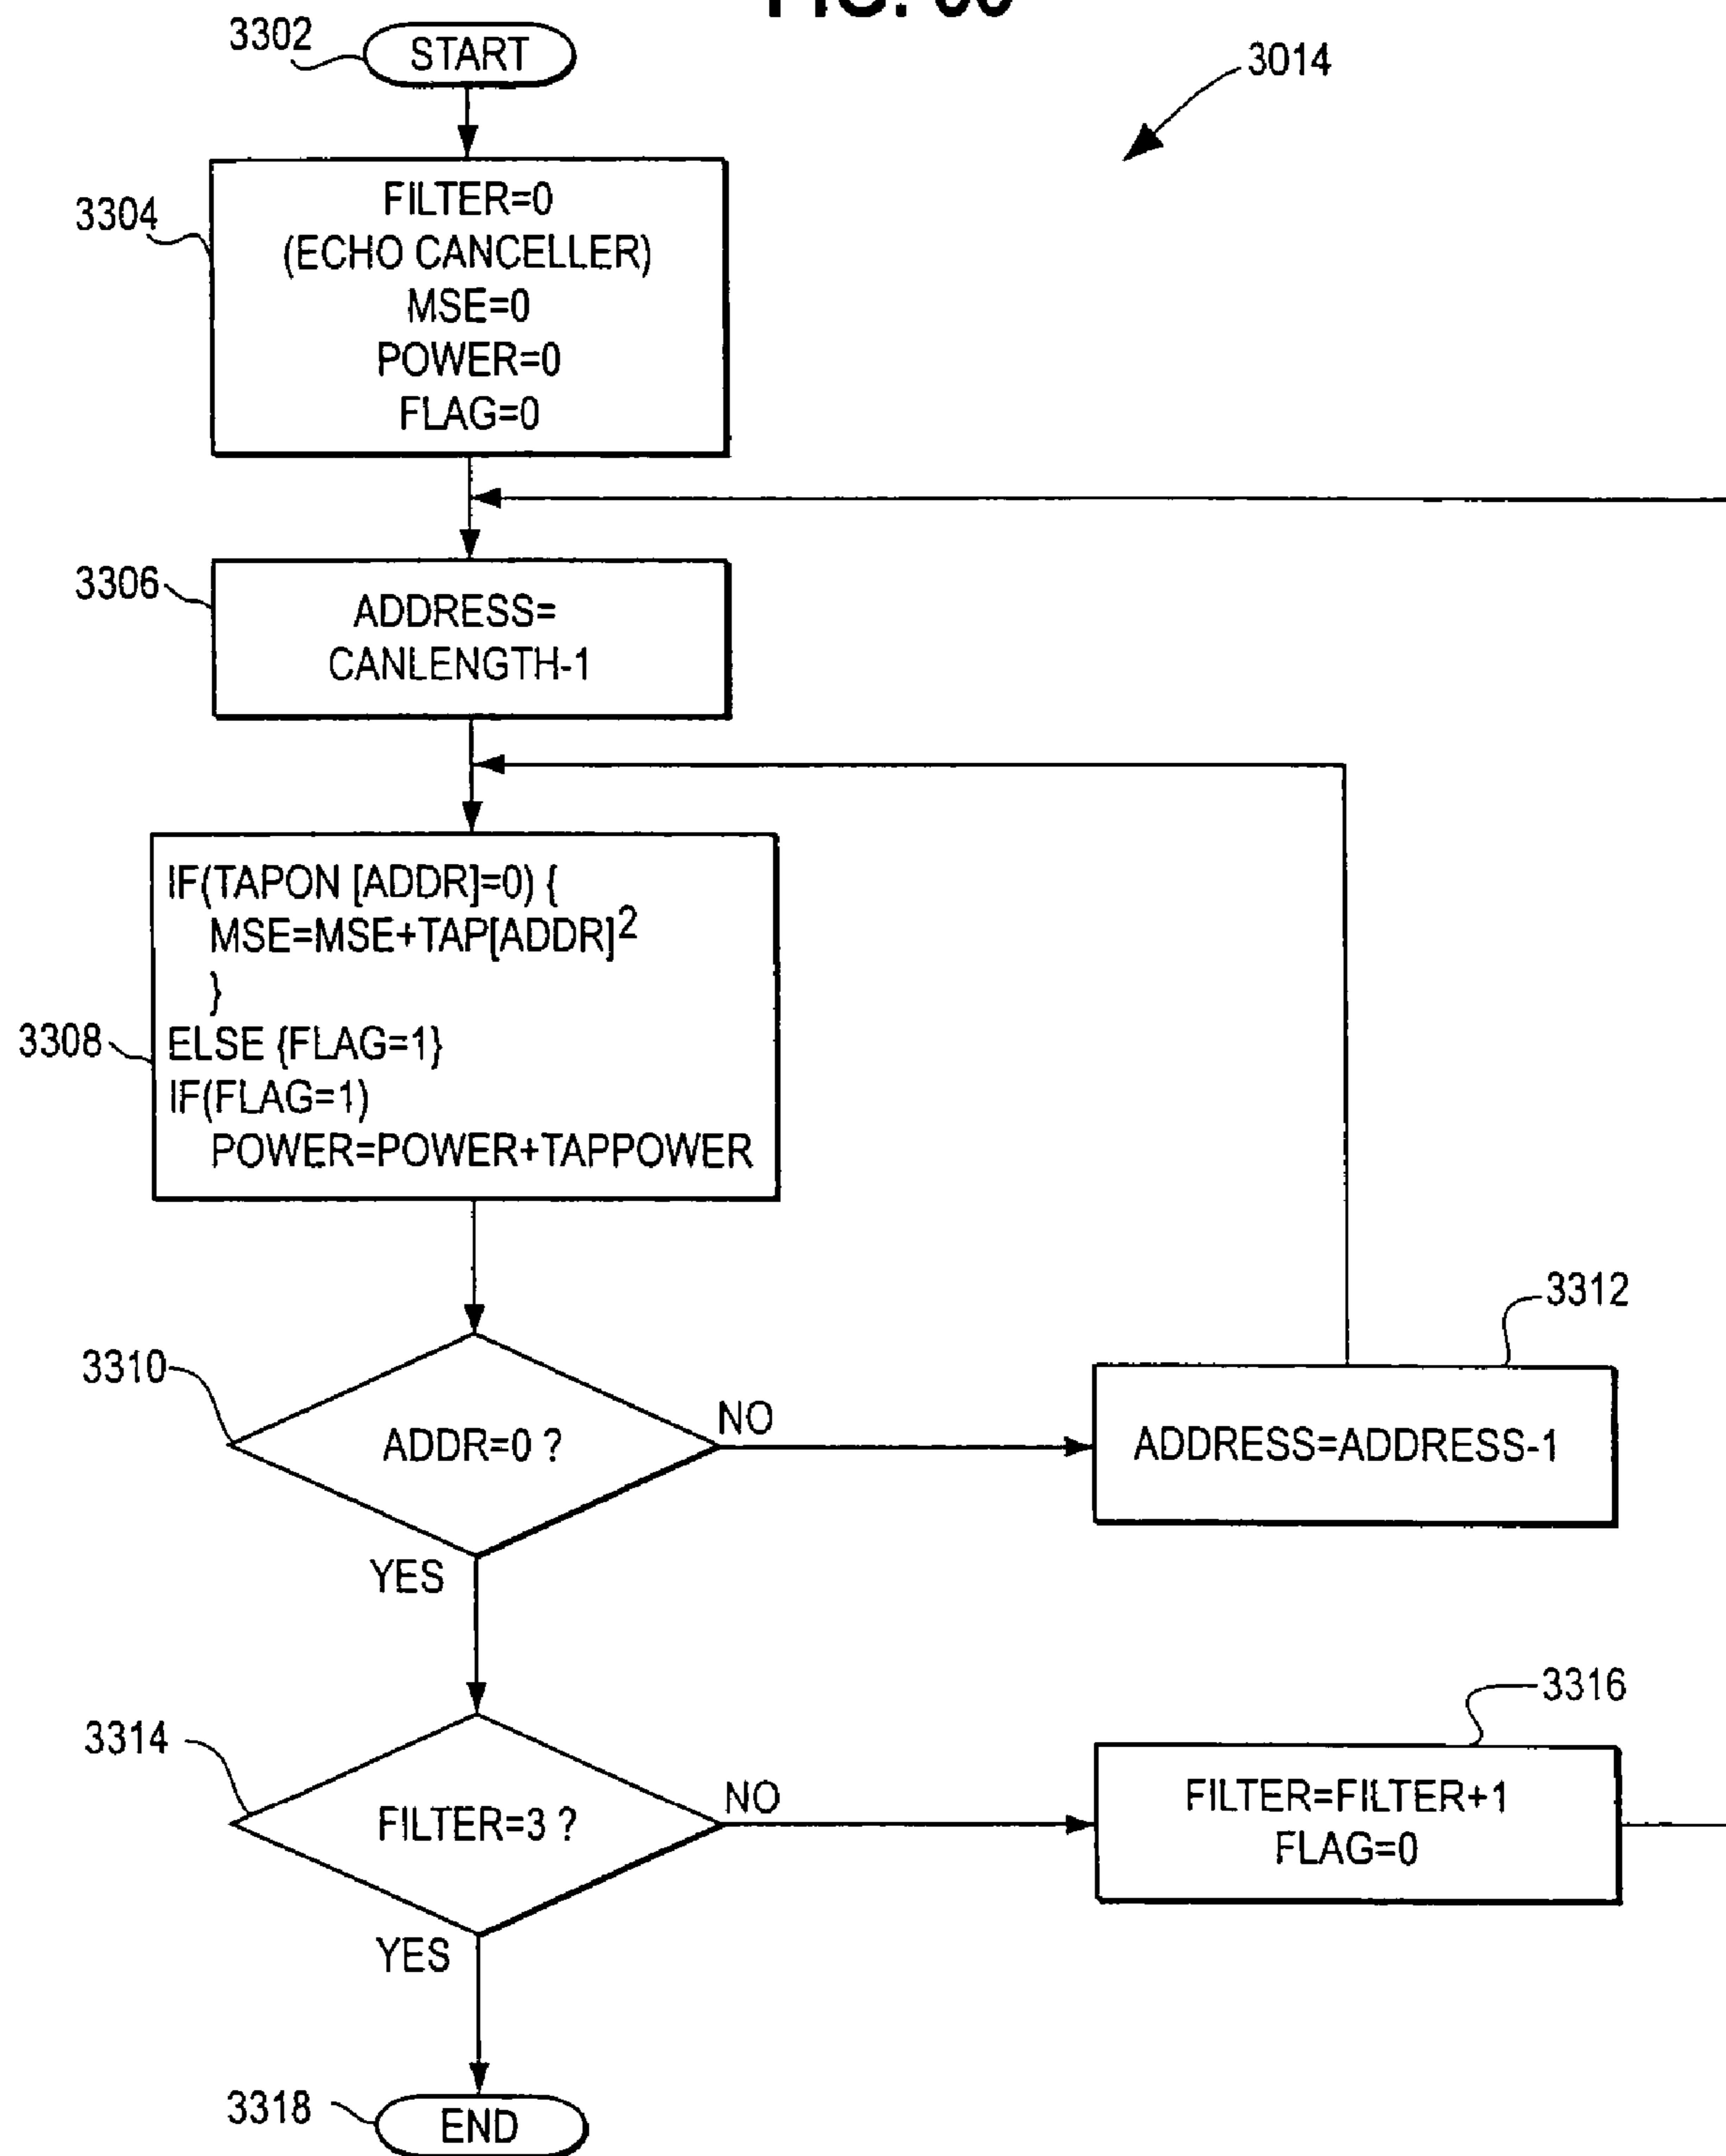 3302
START
3014
3304
FILTER=0
(ECHO CANCELLER)
MSE=0
POWER=0
FLAG=0
3306
ADDRESS=
CANLENGTH-1
3308
IF(TAPON [ADDR]=0) {
MSE=MSE+TAP[ADDR]2
}
ELSE {FLAG=1}
IF(FLAG=1)
POWER=POWER+TAPPOWER
3310
ADDR=0 ?
NO
YES
3312
ADDRESS=ADDRESS-1
3314
FILTER=3 ?
NO
YES
3316
FILTER=FILTER+1
FLAG=0
3318
END